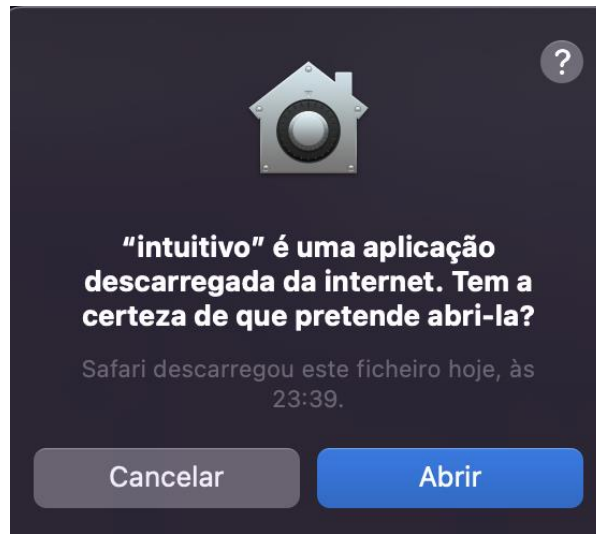 ?
“intuitivo” é uma aplicação
descarregada da internet. Tem a
certeza de que pretende abri-la?
Safari descarregou este ficheiro hoje, às
23:39.
Cancelar
Abrir